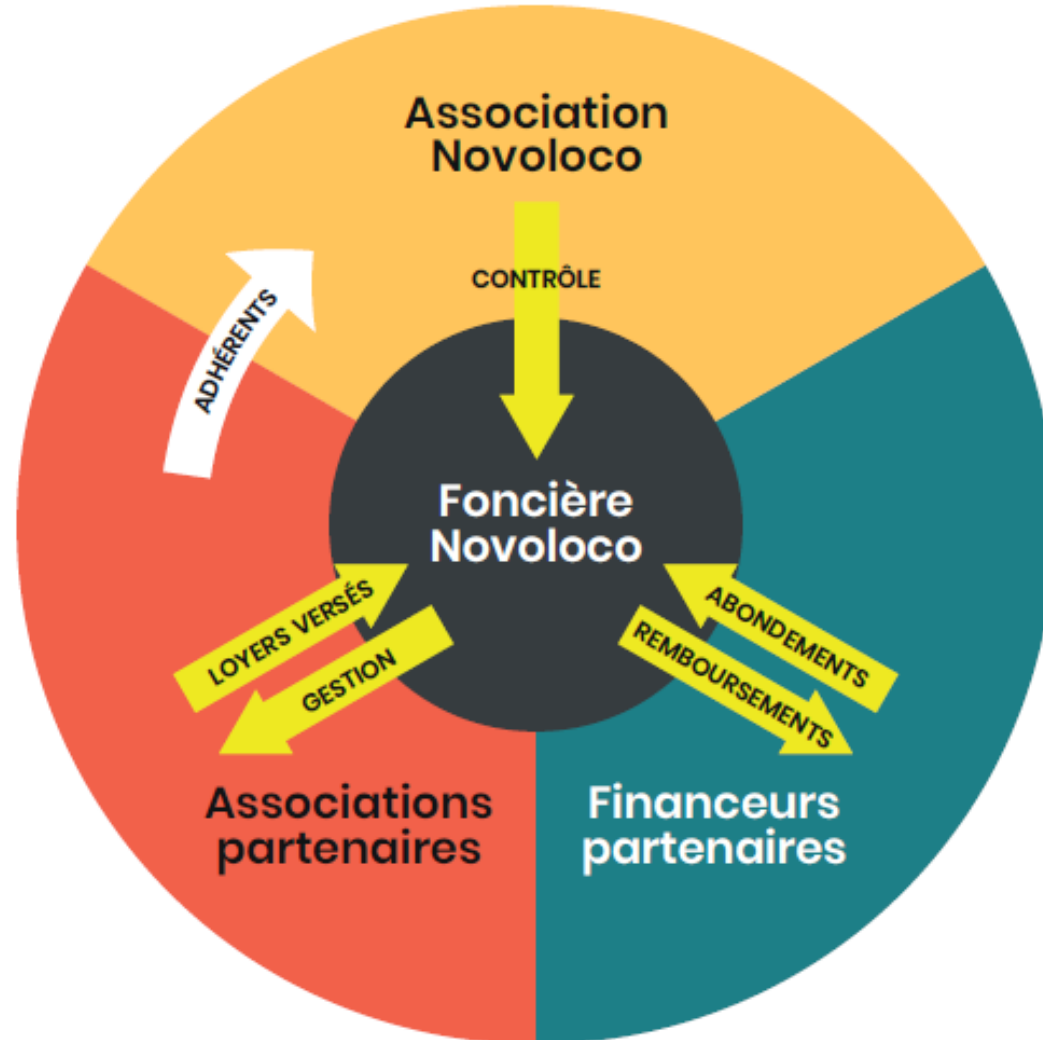 Association
Novoloco
CONTRÔLE
ADHÉRENTS
Foncière
Novoloco
LOYERS VERSÉS
GESTION
ABONDEMENTS
REMBOURSEMENTS
Associations
partenaires
Financeurs
partenaires